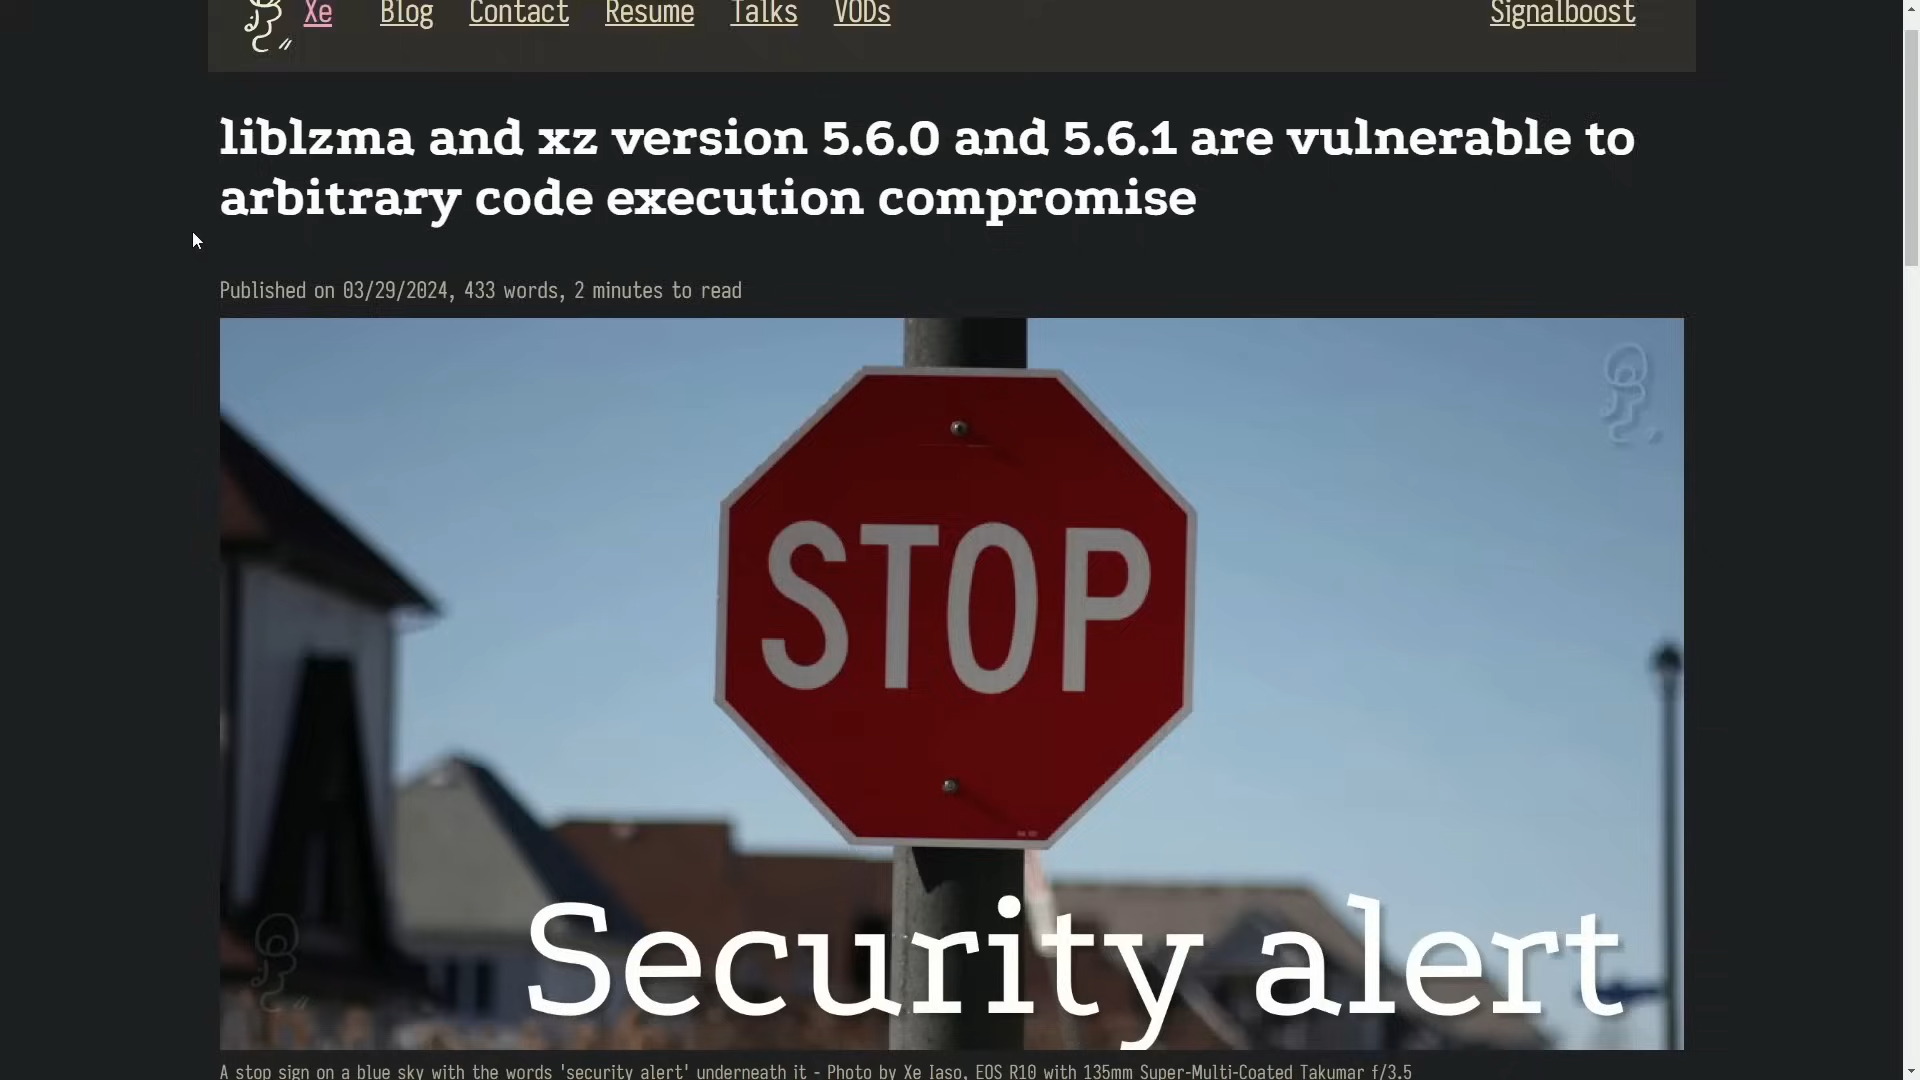 Xe Blog Contact Resume Talks VODs Signalboost
liblzma and xz version 5.6.0 and 5.6.1 are vulnerable to
arbitrary code execution compromise
Published on 03/29/2024, 433 words, 2 minutes to read
STOP
Security alert
A stop sign on a blue sky with the words 'security alert' underneath it - Photo by Xe Iaso, EOS R10 with 135mm Super-Multi-Coated Takumar f/3.5